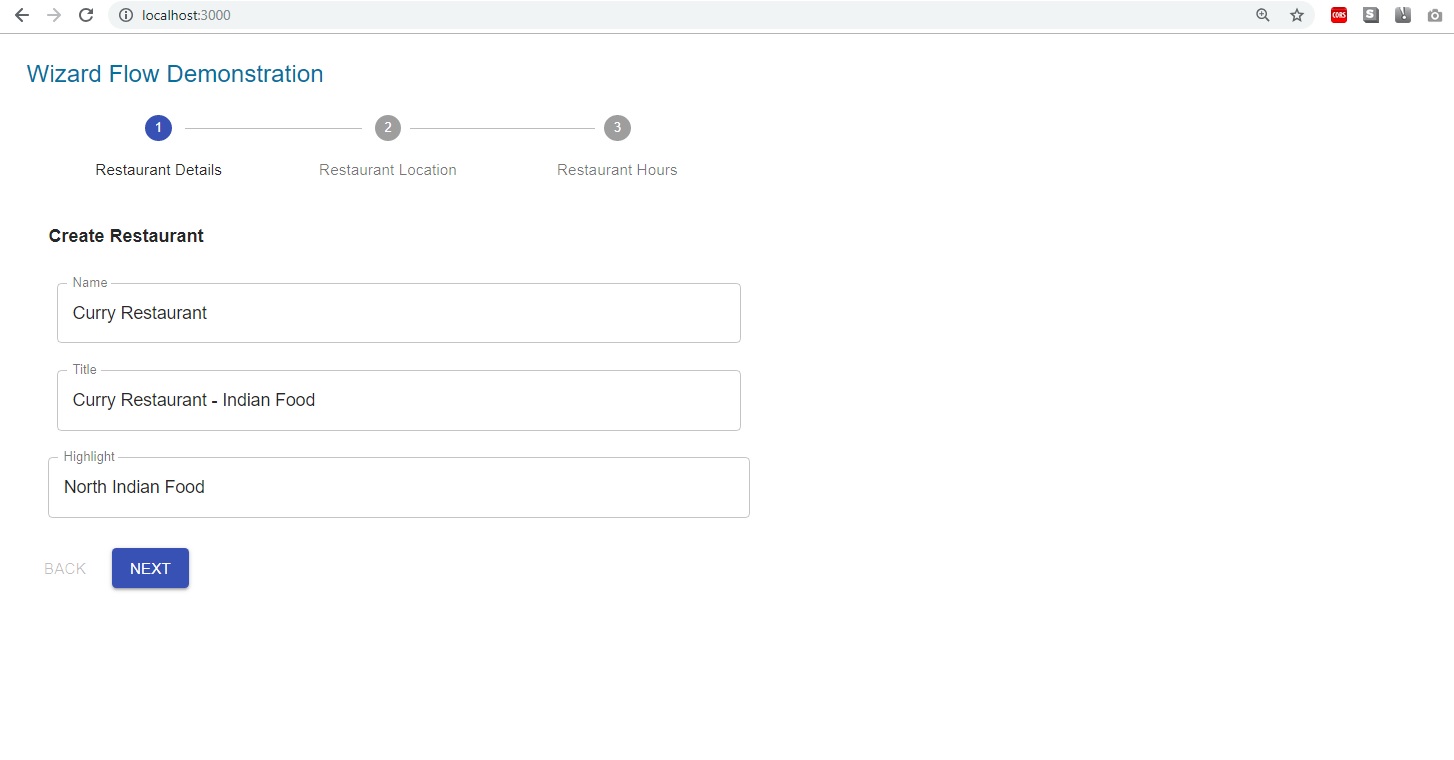 localhost:3000
CORS
S
Wizard Flow Demonstration
1 2 3
Restaurant Details Restaurant Location Restaurant Hours
Create Restaurant
Name
Curry Restaurant
Title
Curry Restaurant - Indian Food
Highlight
North Indian Food
BACK NEXT